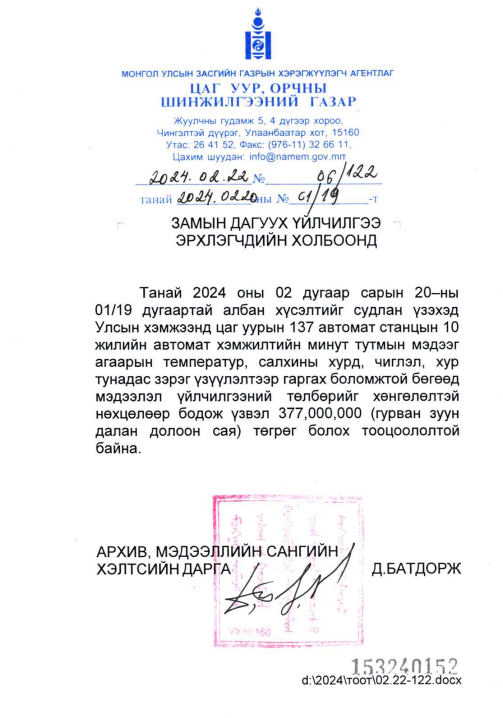 МОНГОЛ УЛСЫН ЗАСГИЙН ГАЗРЫН ХЭРЭГЖҮҮЛЭГЧ АГЕНТЛАГ
ЦАГ УУР, ОРЧНЫ
ШИНЖИЛГЭЭНИЙ ГАЗАР
Жуулчны гудамж 5, 4 дүгээр хороо,
Чингэлтэй дүүрэг, Улаанбаатар хот, 15160
Утас: 26 41 52, Факс: (976-11) 32 66 11,
Цахим шуудан: info@namem.gov.mn
2024.02.22 № 06/122
танай 2024.0220ны № 01/19 -т
ЗАМЫН ДАГУУХ ҮЙЛЧИЛГЭЭ
ЭРХЛЭГЧДИЙН ХОЛБООНД
Танай 2024 оны 02 дугаар сарын 20–ны
01/19 дугаартай албан хүсэлтийг судлан үзэхэд
Улсын хэмжээнд цаг уурын 137 автомат станцын 10
жилийн автомат хэмжилтийн минут тутмын мэдээг
агаарын температур, салхины хурд, чиглэл, хур
тунадас зэрэг үзүүлэлтээр гаргах боломжтой бөгөөд
мэдээлэл үйлчилгээний төлбөрийг хөнгөлөлтэй
нөхцөлөөр бодож үзвэл 377,000,000 (гурван зуун
далан долоон сая) төгрөг болох тооцоололтой
байна.
АРХИВ, МЭДЭЭЛЛИЙН САНГИЙН
ХЭЛТСИЙН ДАРГА Д.БАТДОРЖ
153240152
d:\2024\тоот\02.22-122.docx